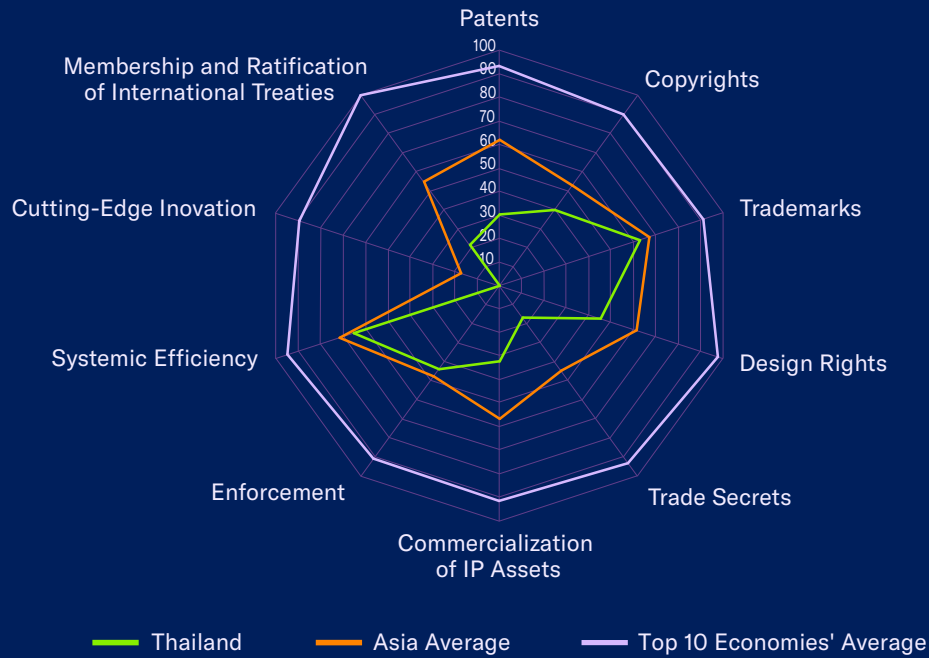 Patents
100
90
80
70
60
50
40
30
20
10
Copyrights
Membership and Ratification
of International Treaties
Cutting-Edge Inovation
Trademarks
Systemic Efficiency
Design Rights
Enforcement
Trade Secrets
Commercialization
of IP Assets
Thailand
Asia Average
Top 10 Economies' Average